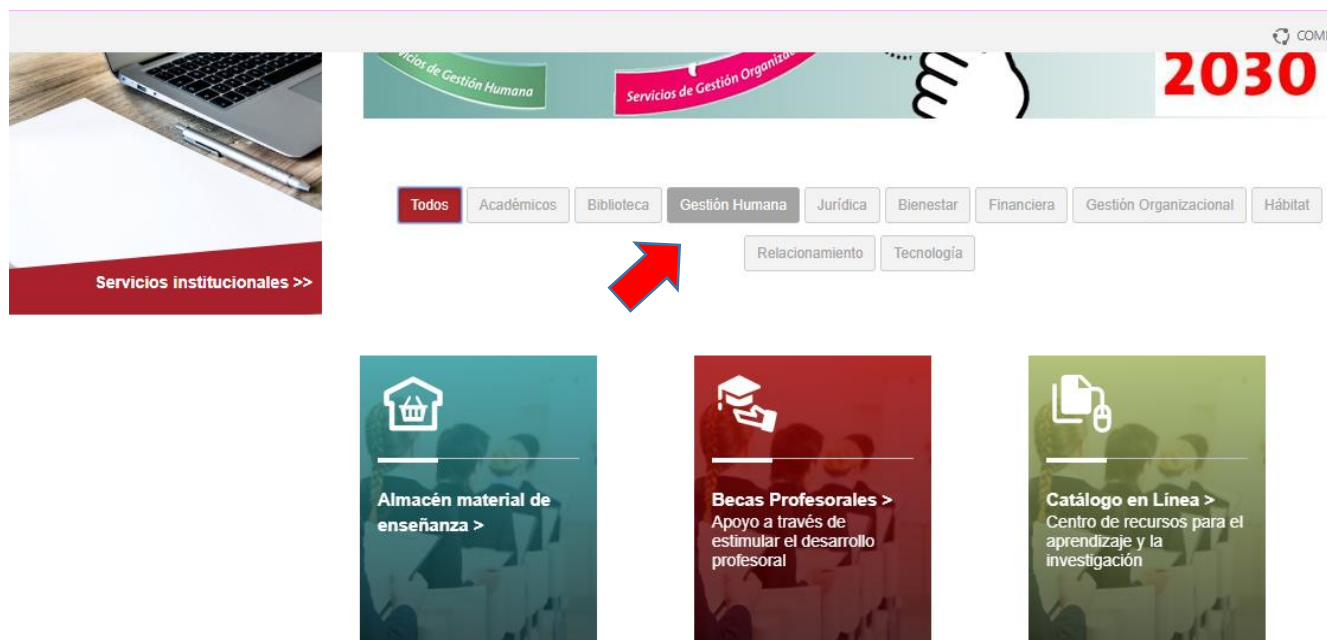 COM
Servicios de Gestión Humana
Servicios de Gestión
2030
Todos
Académicos
Biblioteca
Gestión Humana
Jurídica
Bienestar
Financiera
Gestión Organizacional
Hábitat
Relacionamiento
Tecnología
Servicios institucionales >>
Almacén material de
enseñanza >
Becas Profesorales >
Apoyo a través de
estimular el desarrollo
profesoral
Catálogo en Línea >
Centro de recursos para el
aprendizaje y la
investigación